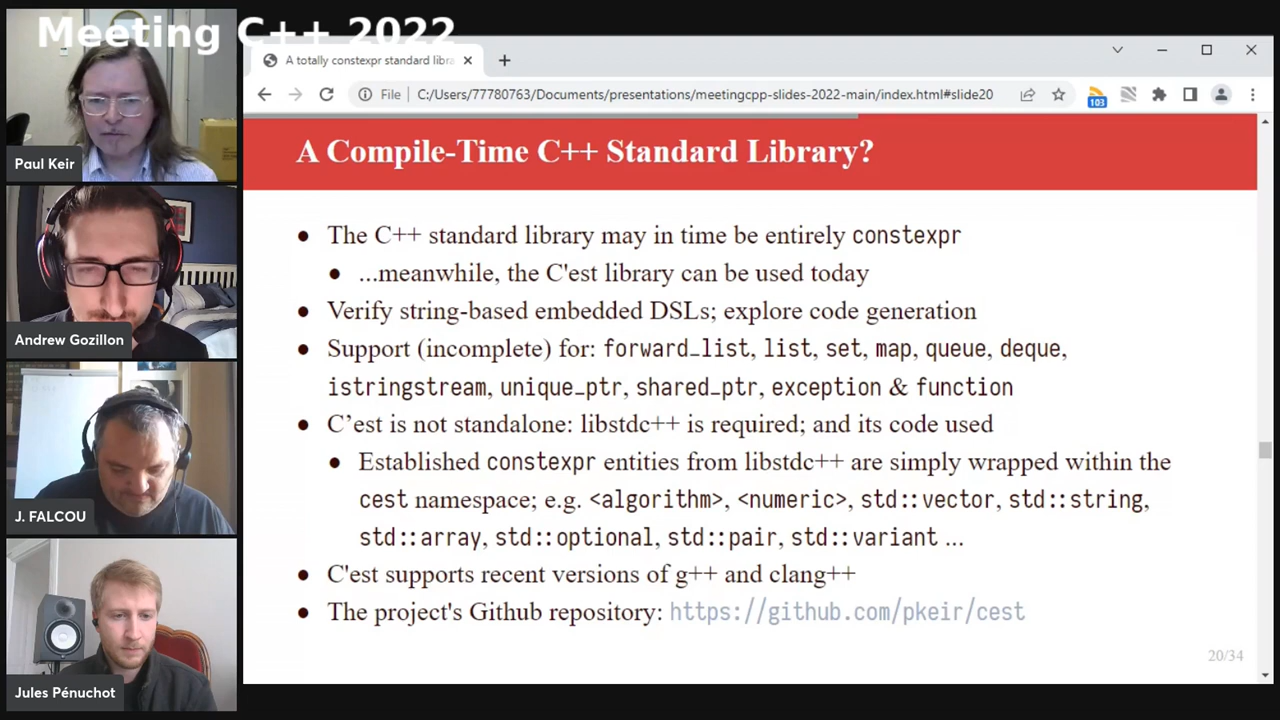 Meeting C++ 2022
A totally constexpr standard libra
File
C:/Users/77780763/Documents/presentations/meetingcpp-slides-2022-main/index.html#slide20
103
A Compile-Time C++ Standard Library?
The C++ standard library may in time be entirely constexpr
...meanwhile, the C'est library can be used today
Verify string-based embedded DSLs; explore code generation
Support (incomplete) for: forward_list, list, set, map, queue, deque,
istringstream, unique_ptr, shared_ptr, exception & function
C’est is not standalone: libstdc++ is required; and its code used
Established constexpr entities from libstdc++ are simply wrapped within the
cest namespace; e.g. <algorithm>, <numeric>, std::vector, std::string,
std::array, std::optional, std::pair, std::variant ...
C'est supports recent versions of g++ and clang++
The project's Github repository: https://github.com/pkeir/cest
20/34
Paul Keir
Andrew Gozillon
J. FALCOU
Jules Pénuchot